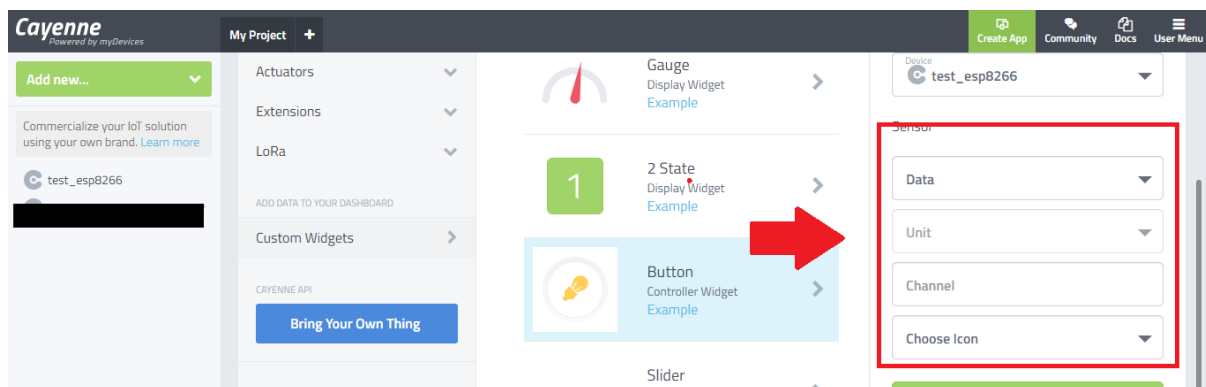 Cayenne
Powered by myDevices
My Project +
Create App
Community
Docs
User Menu
Add new...
Commercialize your IoT solution
using your own brand. Learn more
test_esp8266
Actuators
Extensions
LoRa
ADD DATA TO YOUR DASHBOARD
Custom Widgets
CAYENNE API
Bring Your Own Thing
Gauge
Display Widget
Example
1
2 State
Display Widget
Example
Button
Controller Widget
Example
Slider
Device
test_esp8266
Sensor
Data
Unit
Channel
Choose Icon